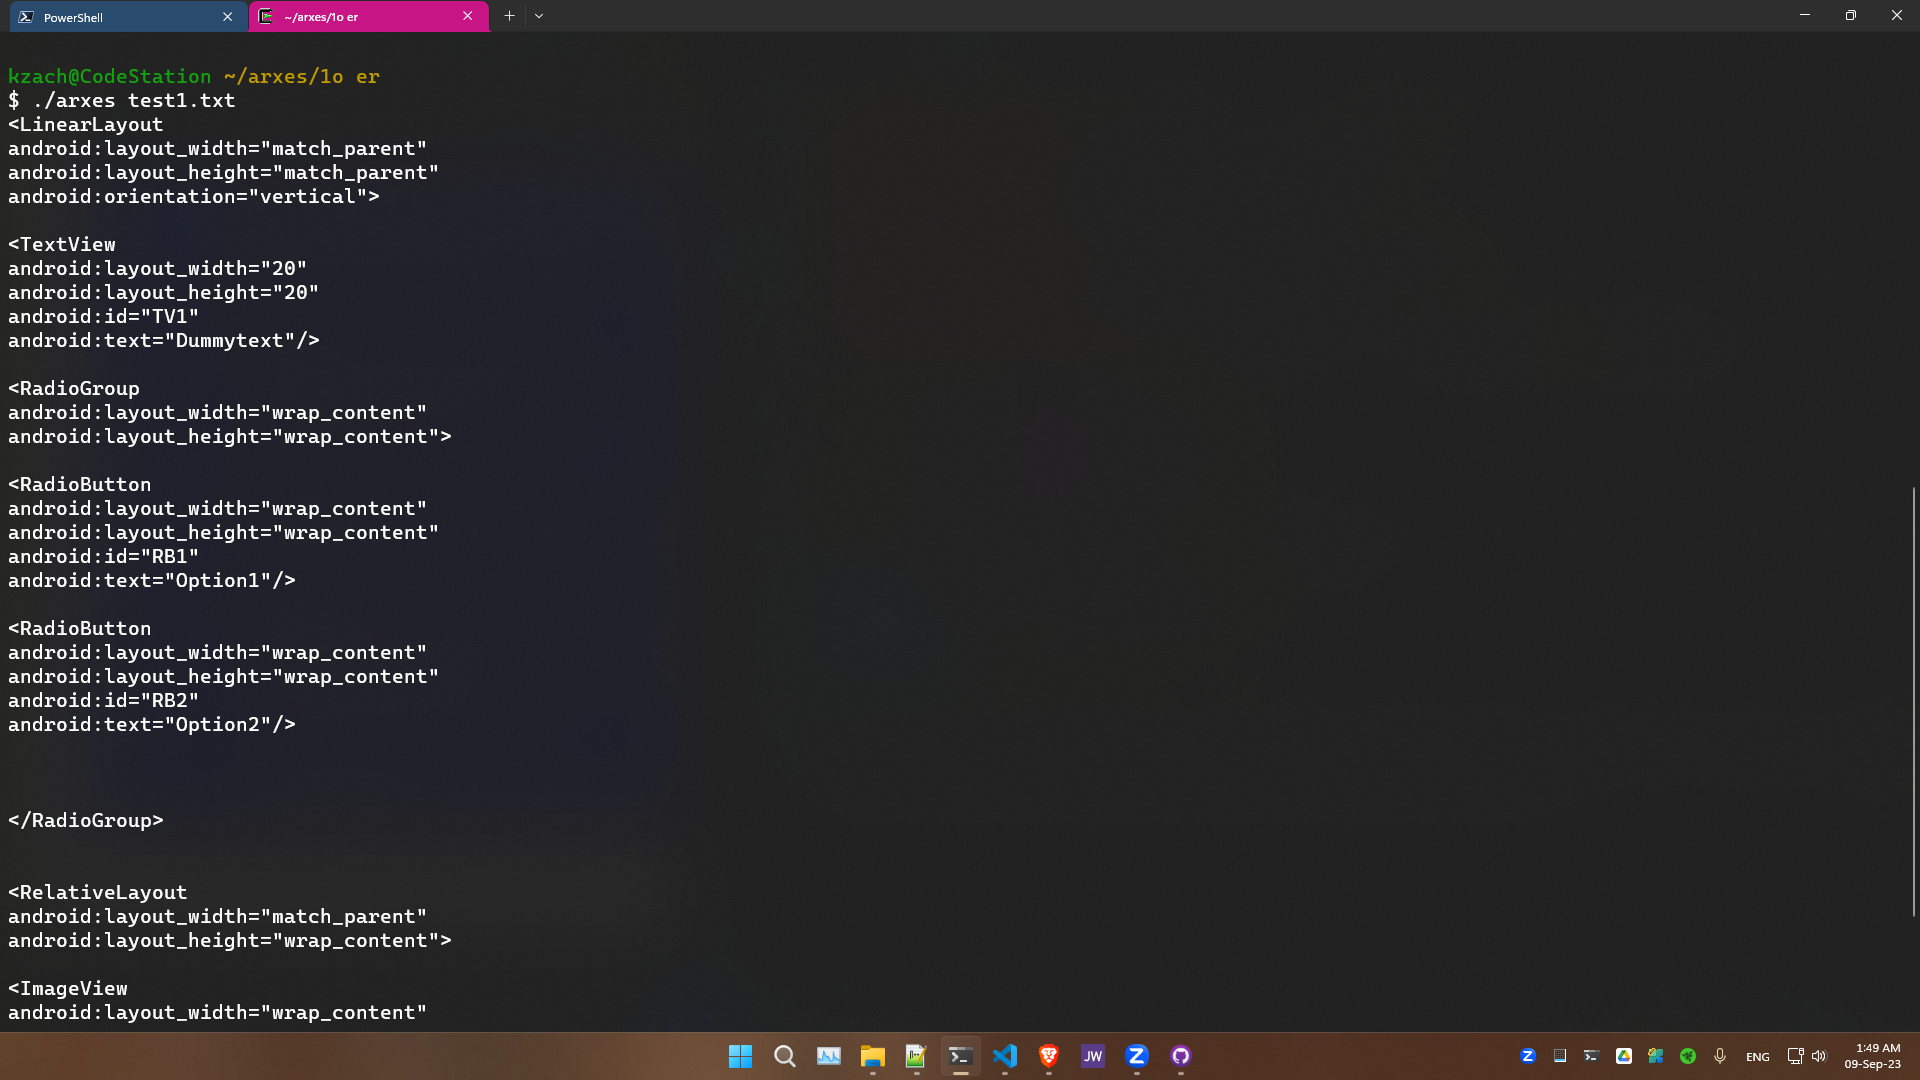 PowerShell
~/arxes/1o er
kzach@CodeStation ~/arxes/1o er
$ ./arxes test1.txt
<LinearLayout
android:layout_width="match_parent"
android:layout_height="match_parent"
android:orientation="vertical">
<TextView
android:layout_width="20"
android:layout_height="20"
android:id="TV1"
android:text="Dummytext"/>
<RadioGroup
android:layout_width="wrap_content"
android:layout_height="wrap_content">
<RadioButton
android:layout_width="wrap_content"
android:layout_height="wrap_content"
android:id="RB1"
android:text="Option1"/>
<RadioButton
android:layout_width="wrap_content"
android:layout_height="wrap_content"
android:id="RB2"
android:text="Option2"/>
</RadioGroup>
<RelativeLayout
android:layout_width="match_parent"
android:layout_height="wrap_content">
<ImageView
android:layout_width="wrap_content"
JW
Z
Z
ENG
1:49 AM
09-Sep-23